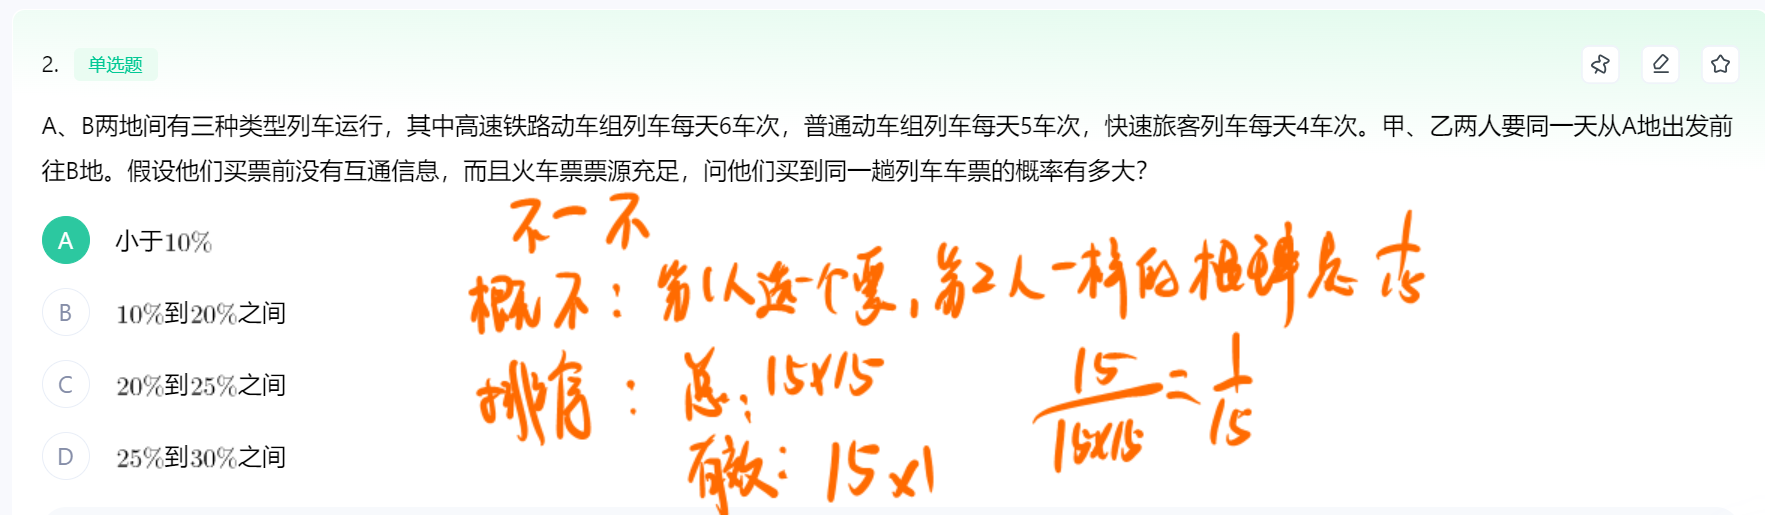 2. 单选题
A、B两地间有三种类型列车运行，其中高速铁路动车组列车每天6车次，普通动车组列车每天5车次，快速旅客列车每天4车次。甲、乙两人要同一天从A地出发前
往B地。假设他们买票前没有互通信息，而且火车票票源充足，问他们买到同一趟列车车票的概率有多大？
A 小于10%
B 10%到20%之间
C 20%到25%之间
D 25%到30%之间
不一不
概 不：第1人选一个要，第2人一样的概率是 1/15
排序：总：15×15
有效：15×1
15/15×15=1/15